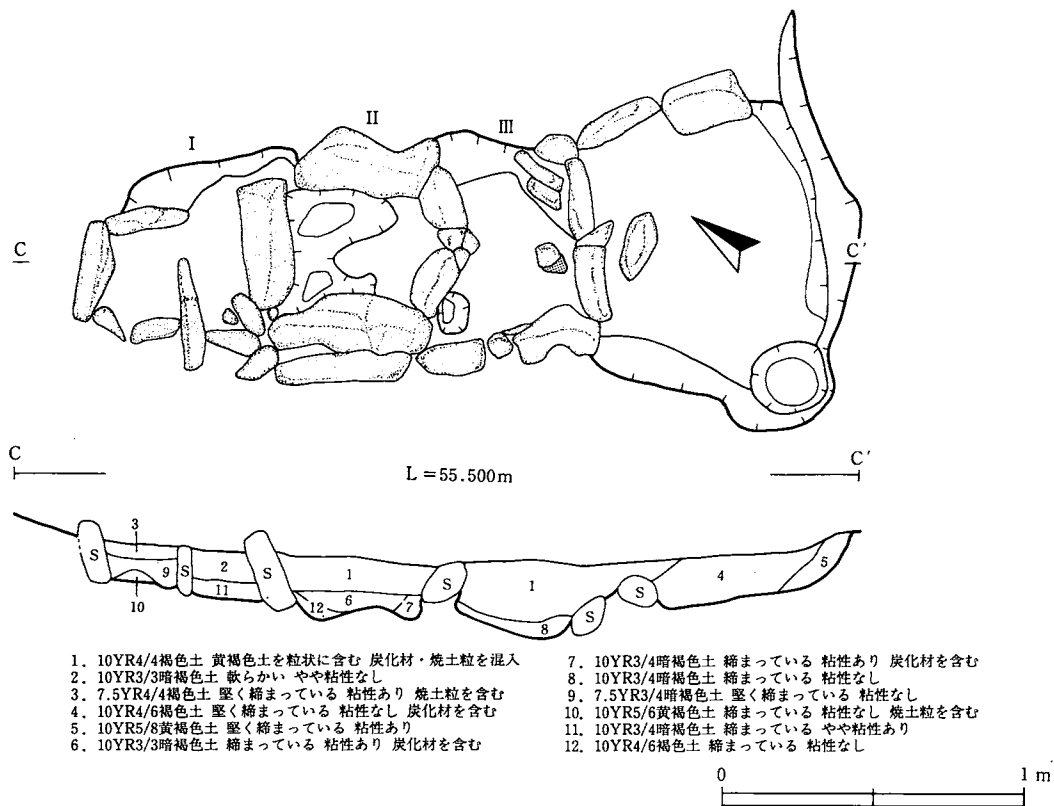 I
II
III
C
C′
C
C′
L＝55.500m
3
S
9
S
2
S
1
S
I
S
S
4
5
10
11
12
6
7
8
1. 10YR4/4褐色土 黄褐色土を粒状に含む 炭化材・焼土粒を混入
2. 10YR3/3暗褐色土 軟らかい やや粘性なし
3. 7.5YR4/4褐色土 堅く締まっている 粘性あり 焼土粒を含む
4. 10YR4/6褐色土 堅く締まっている 粘性なし 炭化材を含む
5. 10YR5/8黄褐色土 堅く締まっている 粘性あり
6. 10YR3/3暗褐色土 締まっている 粘性あり 炭化材を含む
7. 10YR3/4暗褐色土 締まっている 粘性あり 炭化材を含む
8. 10YR3/4暗褐色土 締まっている 粘性なし
9. 7.5YR3/4暗褐色土 堅く締まっている 粘性なし
10. 10YR5/6黄褐色土 締まっている 粘性なし 焼土粒を含む
11. 10YR3/4暗褐色土 締まっている やや粘性あり
12. 10YR4/6褐色土 締まっている 粘性なし
0 1 m